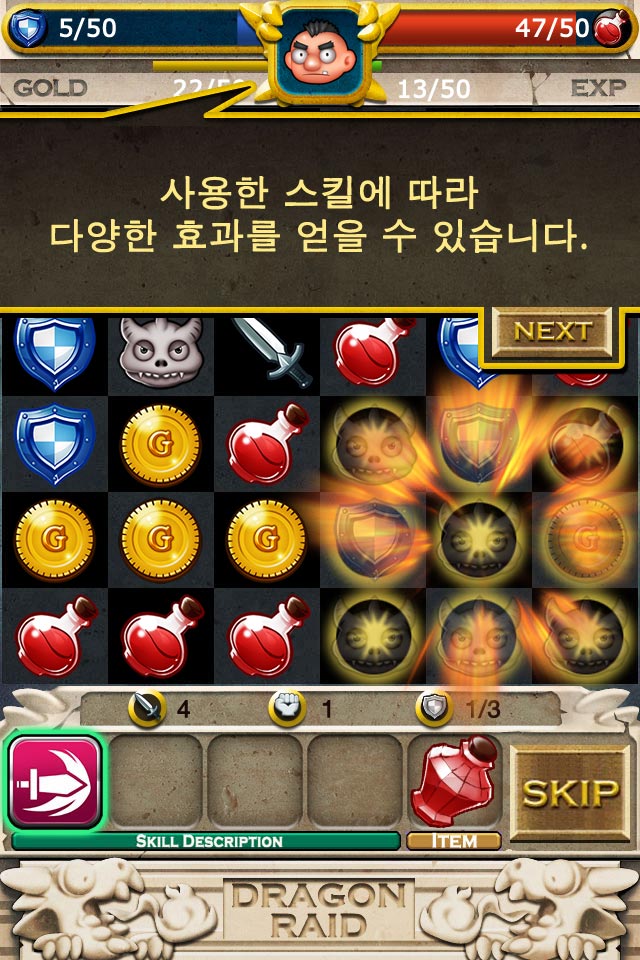 5/50
47/50
GOLD
22/50
13/50
EXP
사용한 스킬에 따라
다양한 효과를 얻을 수 있습니다.
NEXT
G
G G G G
4
1
1/3
SKIP
SKILL DESCRIPTION
ITEM
DRAGON
RAID